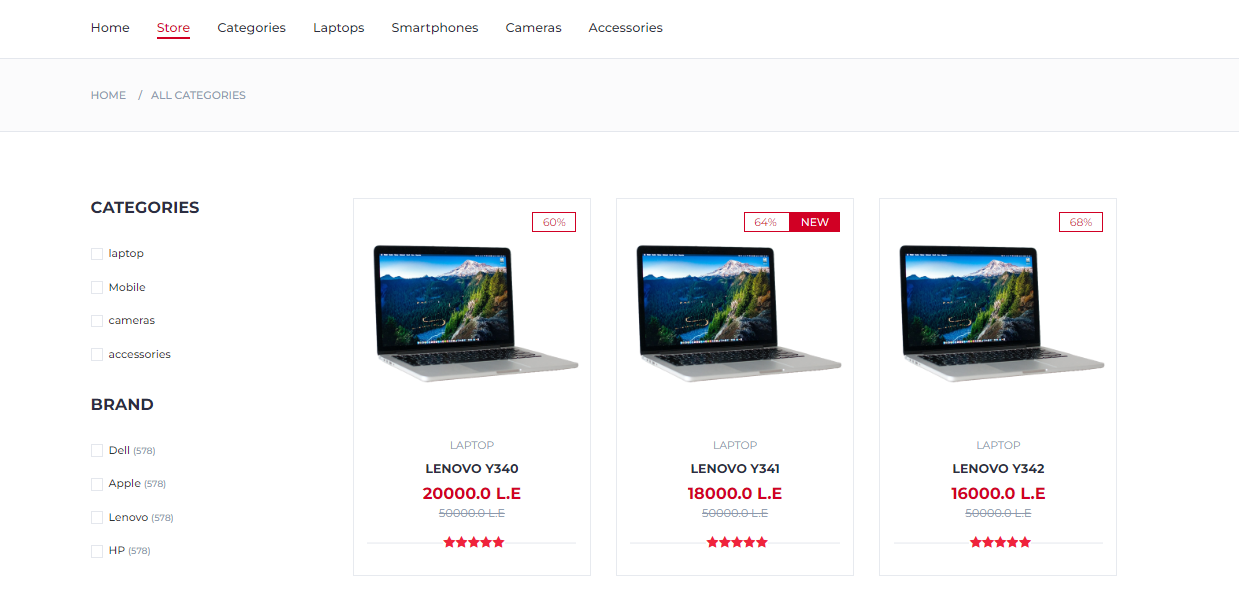 Home Store Categories Laptops Smartphones Cameras Accessories
HOME / ALL CATEGORIES
CATEGORIES
laptop
Mobile
cameras
accessories
BRAND
Dell (578)
Apple (578)
Lenovo (578)
HP (578)
60%
LAPTOP
LENOVO Y340
20000.0 L.E
50000.0 L.E
64% NEW
LAPTOP
LENOVO Y341
18000.0 L.E
50000.0 L.E
68%
LAPTOP
LENOVO Y342
16000.0 L.E
50000.0 L.E